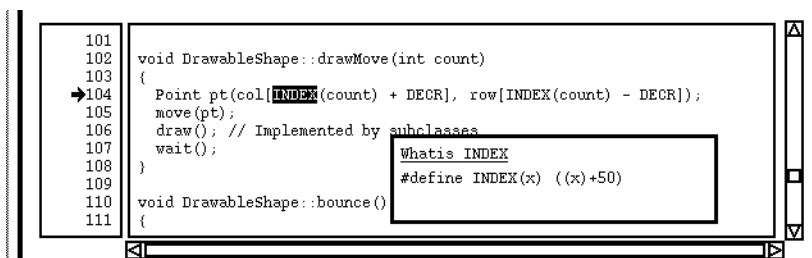 101
102 void DrawableShape::drawMove(int count)
103 {
104 Point pt(col[INDEX(count) + DECR], row[INDEX(count) - DECR]);
105 move(pt);
106 draw(); // Implemented by subclasses
107 wait();
108 }
109
110 void DrawableShape::bounce()
111 {
Whatis INDEX
#define INDEX(x) ((x)+50)